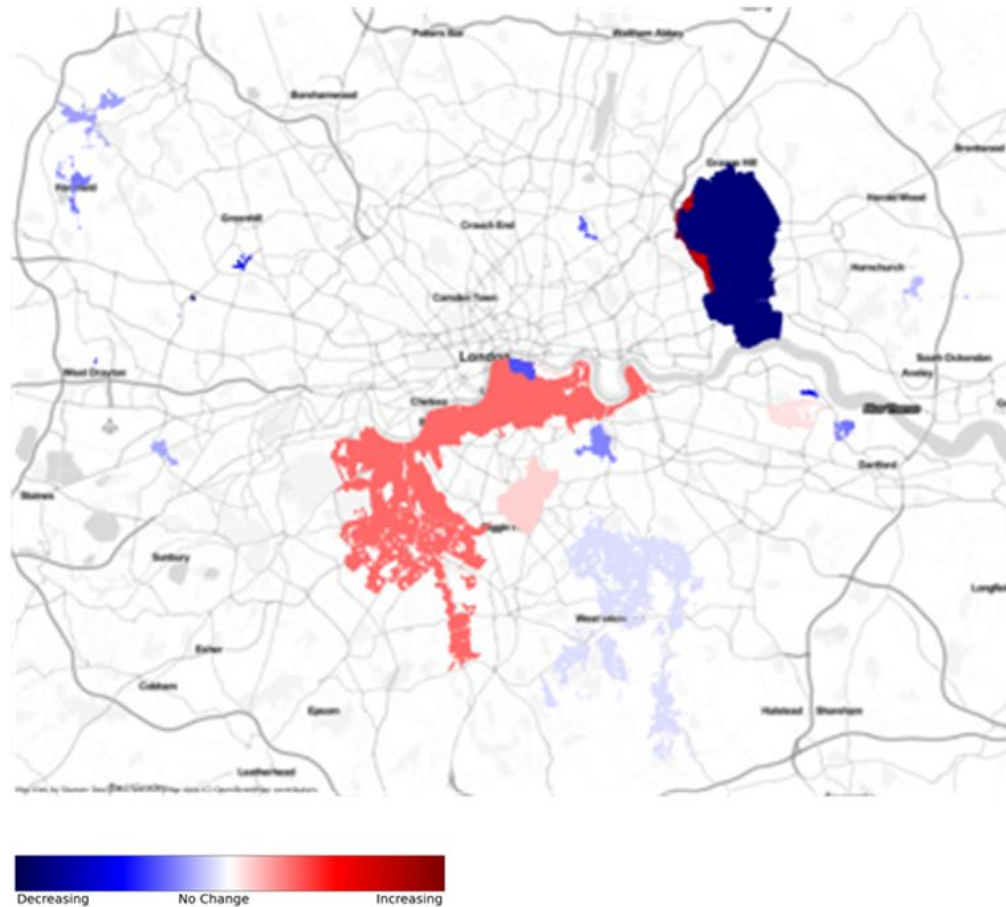 Potters Bar
Waltham Abbey
Borehamwood
Brentwood
Grange Hill
Harold Wood
Greenhill
Crouch End
Hornchurch
Camden Town
London
South Ockendon
Aveley
West Drayton
Chelsea
Dartford
Staines
Sunbury
Esher
Cobham
Epsom
Halstead
Shoreham
Leatherhead
Decreasing
No Change
Increasing